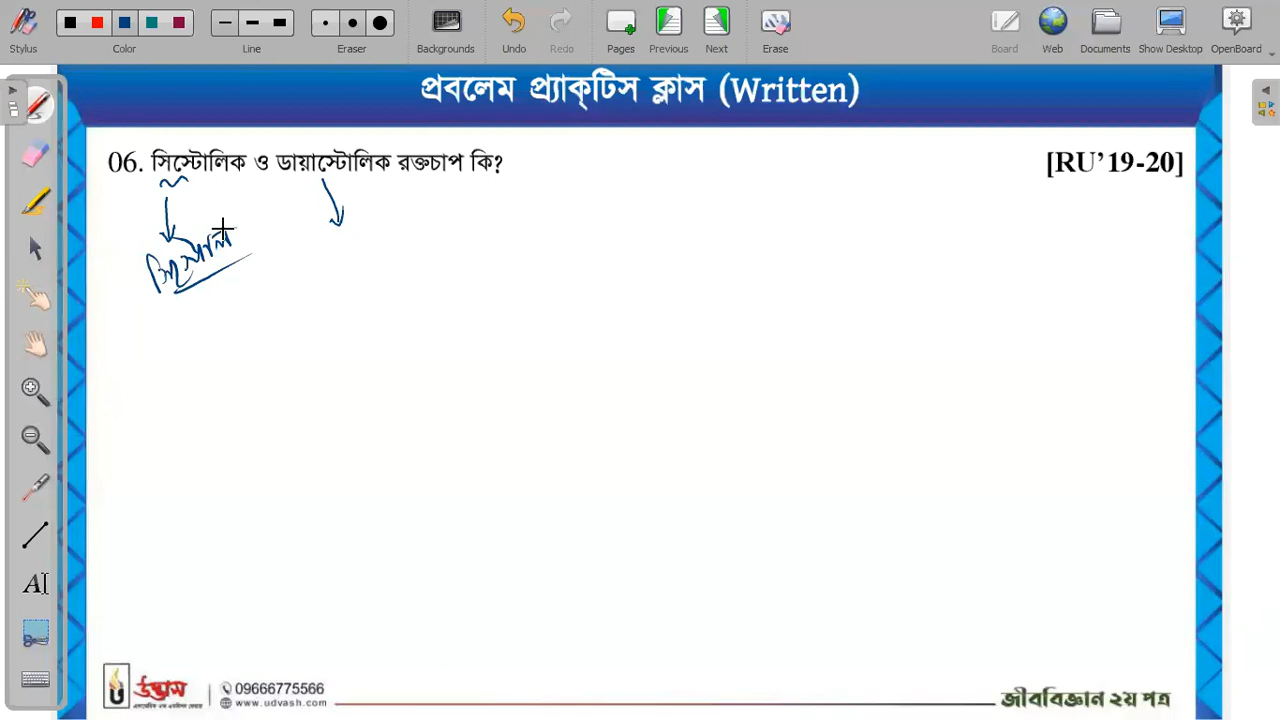 Stylus
Color
Line
Eraser
Backgrounds
Undo
Redo
Pages
Previous
Next
Erase
Board
Web
Documents
Show Desktop
OpenBoard
প্রবলেম প্র্যাক্টিস ক্লাস (Written)
06. সিস্টোলিক ও ডায়াস্টোলিক রক্তচাপ কি? [RU’19-20]
উদ্ভাস
09666775566
www.udvash.com
জীববিজ্ঞান ২য় পত্র